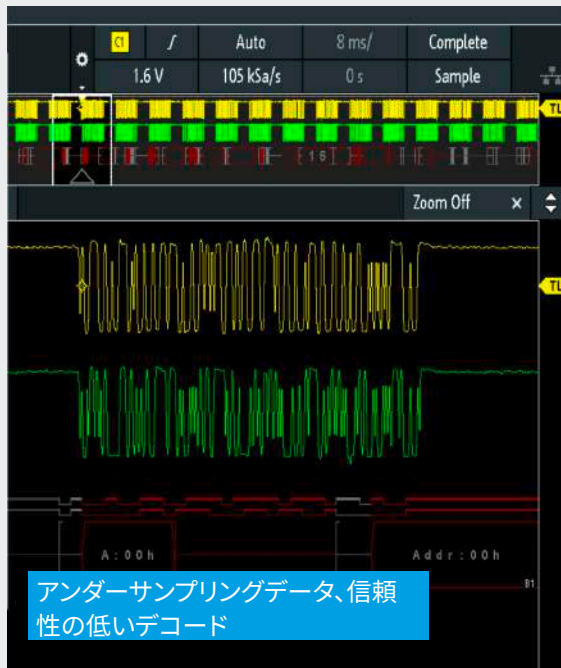 C1 Auto 8 ms/ Complete
1.6 V 105 kSa/s 0 s Sample
TL
16
Zoom Off ×
TL
A:00h Addr:00h
B1
アンダーサンプリングデータ、信頼
性の低いデコード